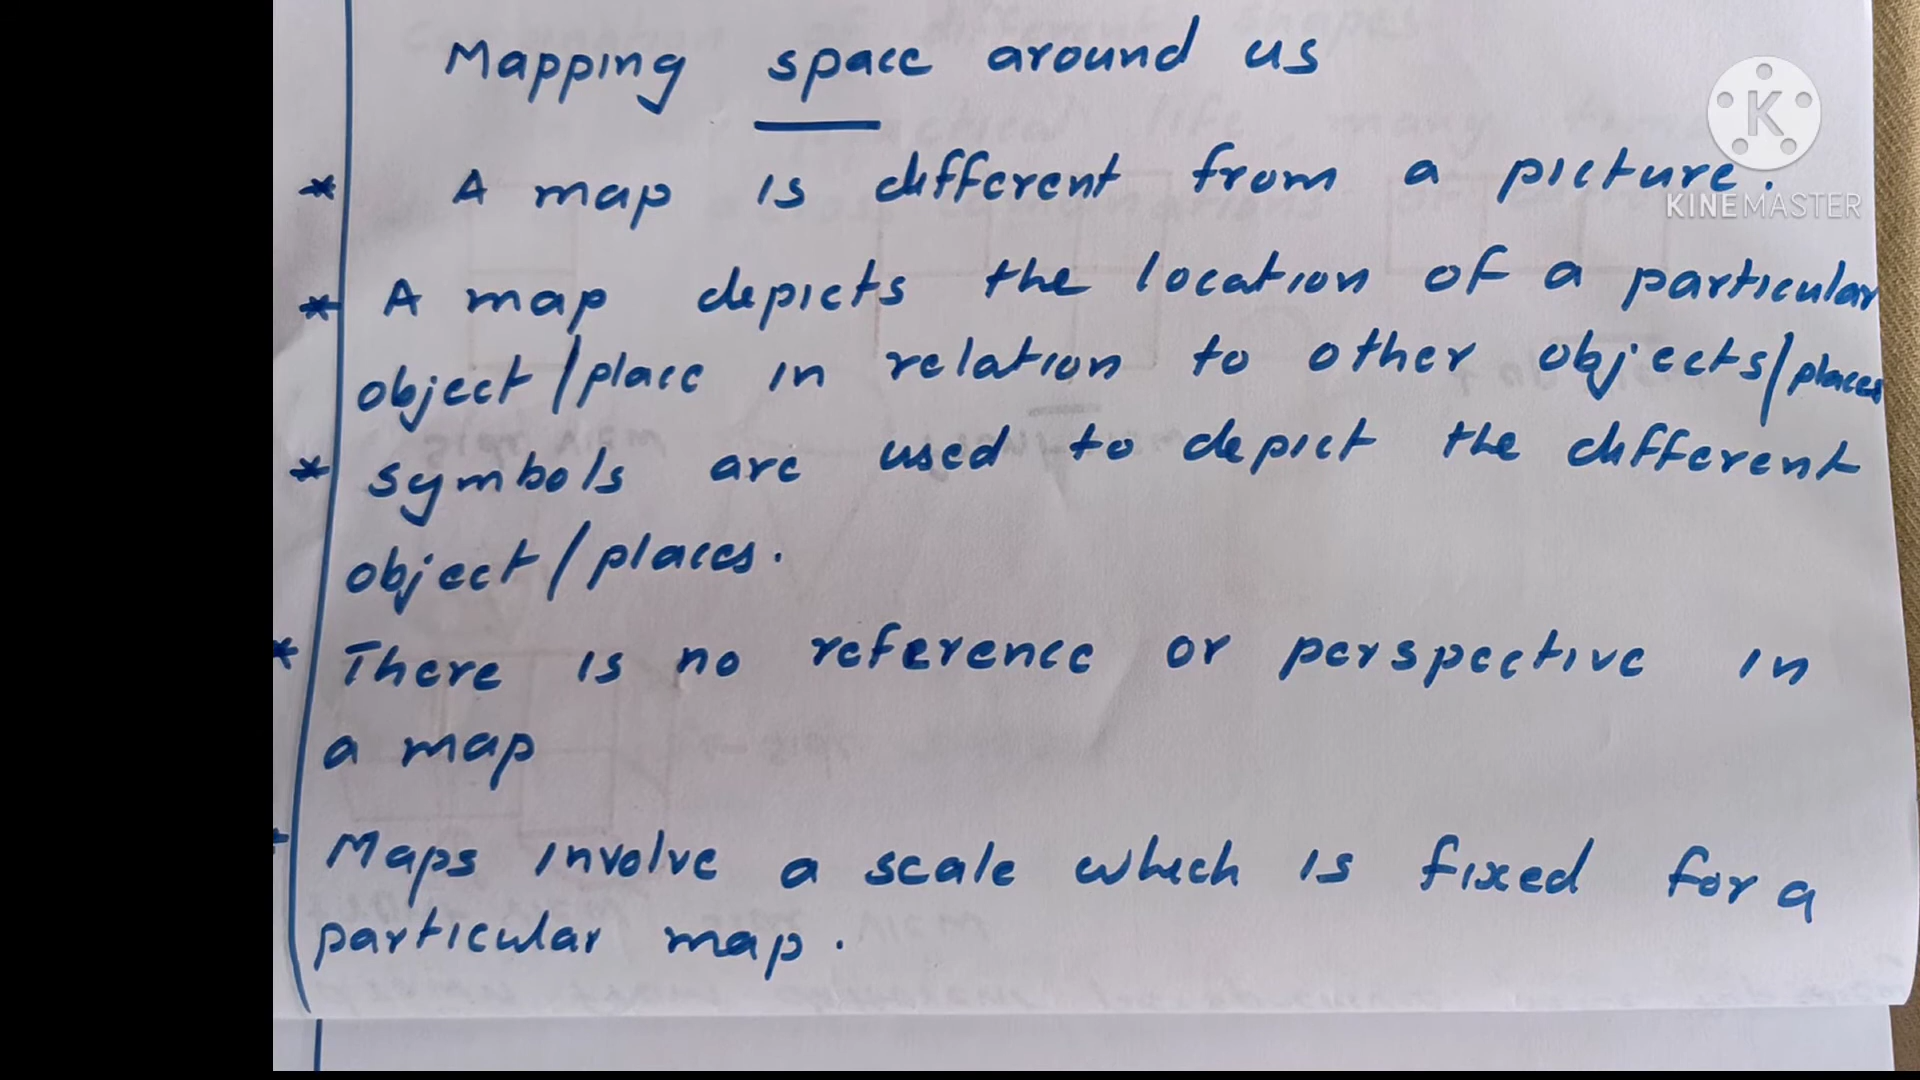 Mapping space around us
* A map is different from a picture.
* A map depicts the location of a particular
object/place in relation to other objects/places
* symbols are used to depict the different
object/places.
* There is no reference or perspective in
a map
* Maps involve a scale which is fixed for a
particular map.
K
KINEMASTER